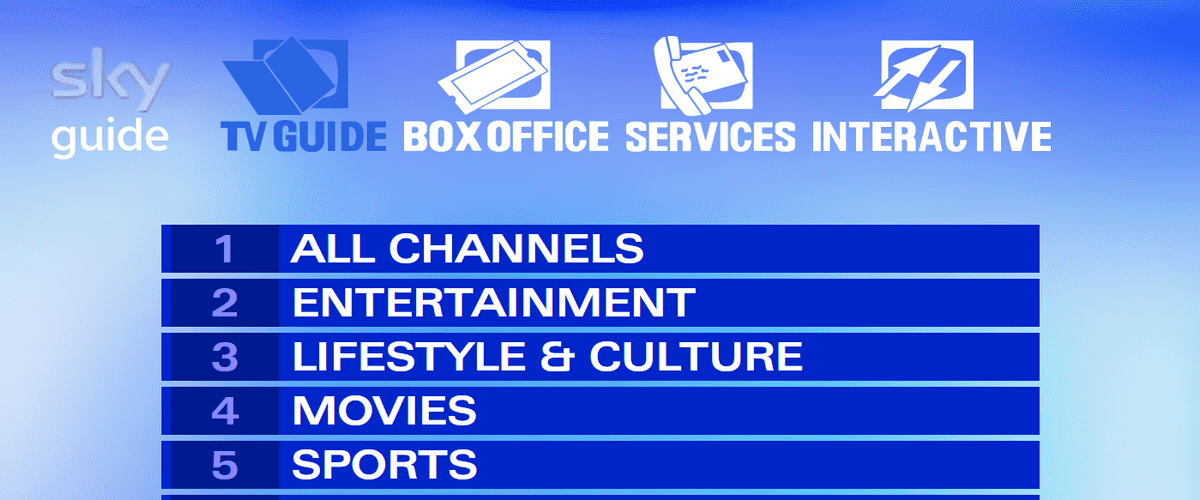 sky
guide
TV GUIDE
BOX OFFICE
SERVICES
INTERACTIVE
1 ALL CHANNELS
2 ENTERTAINMENT
3 LIFESTYLE & CULTURE
4 MOVIES
5 SPORTS